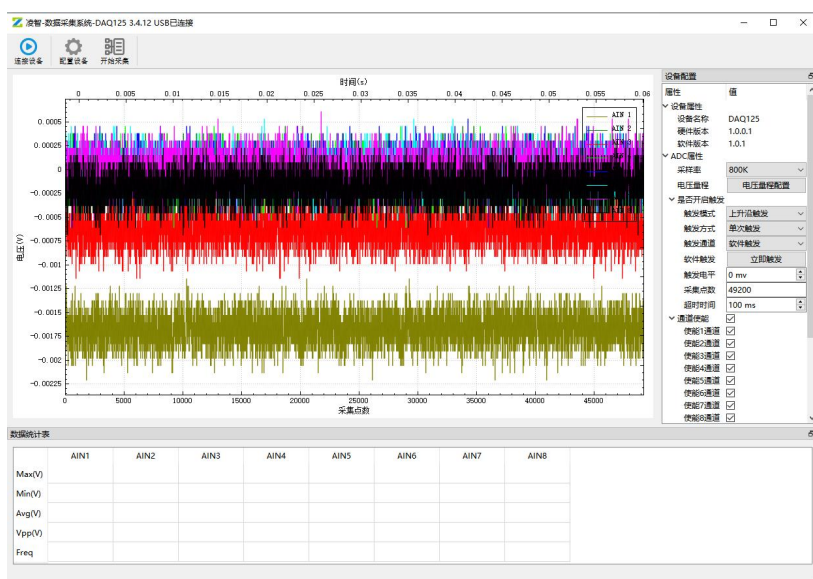 凌智-数据采集系统-DAQ125 3.4.12 USB已连接
连接设备 配置设备 开始采集
时间(s)
0 0.005 0.01 0.015 0.02 0.025 0.03 0.035 0.04 0.045 0.05 0.055 0.06
AIN 1
AIN 2
0.0005
0.00025
0
-0.00025
-0.0005
-0.00075
-0.001
-0.00125
-0.0015
-0.00175
-0.002
-0.00225
电压(V)
0 5000 10000 15000 20000 25000 30000 35000 40000 45000
采集点数
设备配置
属性 值
设备属性
设备名称 DAQ125
硬件版本 1.0.0.1
软件版本 1.0.1
ADC属性
采样率 800K
电压量程 电压量程配置
是否开启触发
触发模式 上升沿触发
触发方式 单次触发
触发通道 软件触发
软件触发 立即触发
触发电平 0 mv
采集点数 49200
超时时间 100 ms
通道使能
使能1通道
使能2通道
使能3通道
使能4通道
使能5通道
使能6通道
使能7通道
使能8通道
数据统计表
AIN1 AIN2 AIN3 AIN4 AIN5 AIN6 AIN7 AIN8
Max(V)
Min(V)
Avg(V)
Vpp(V)
Freq